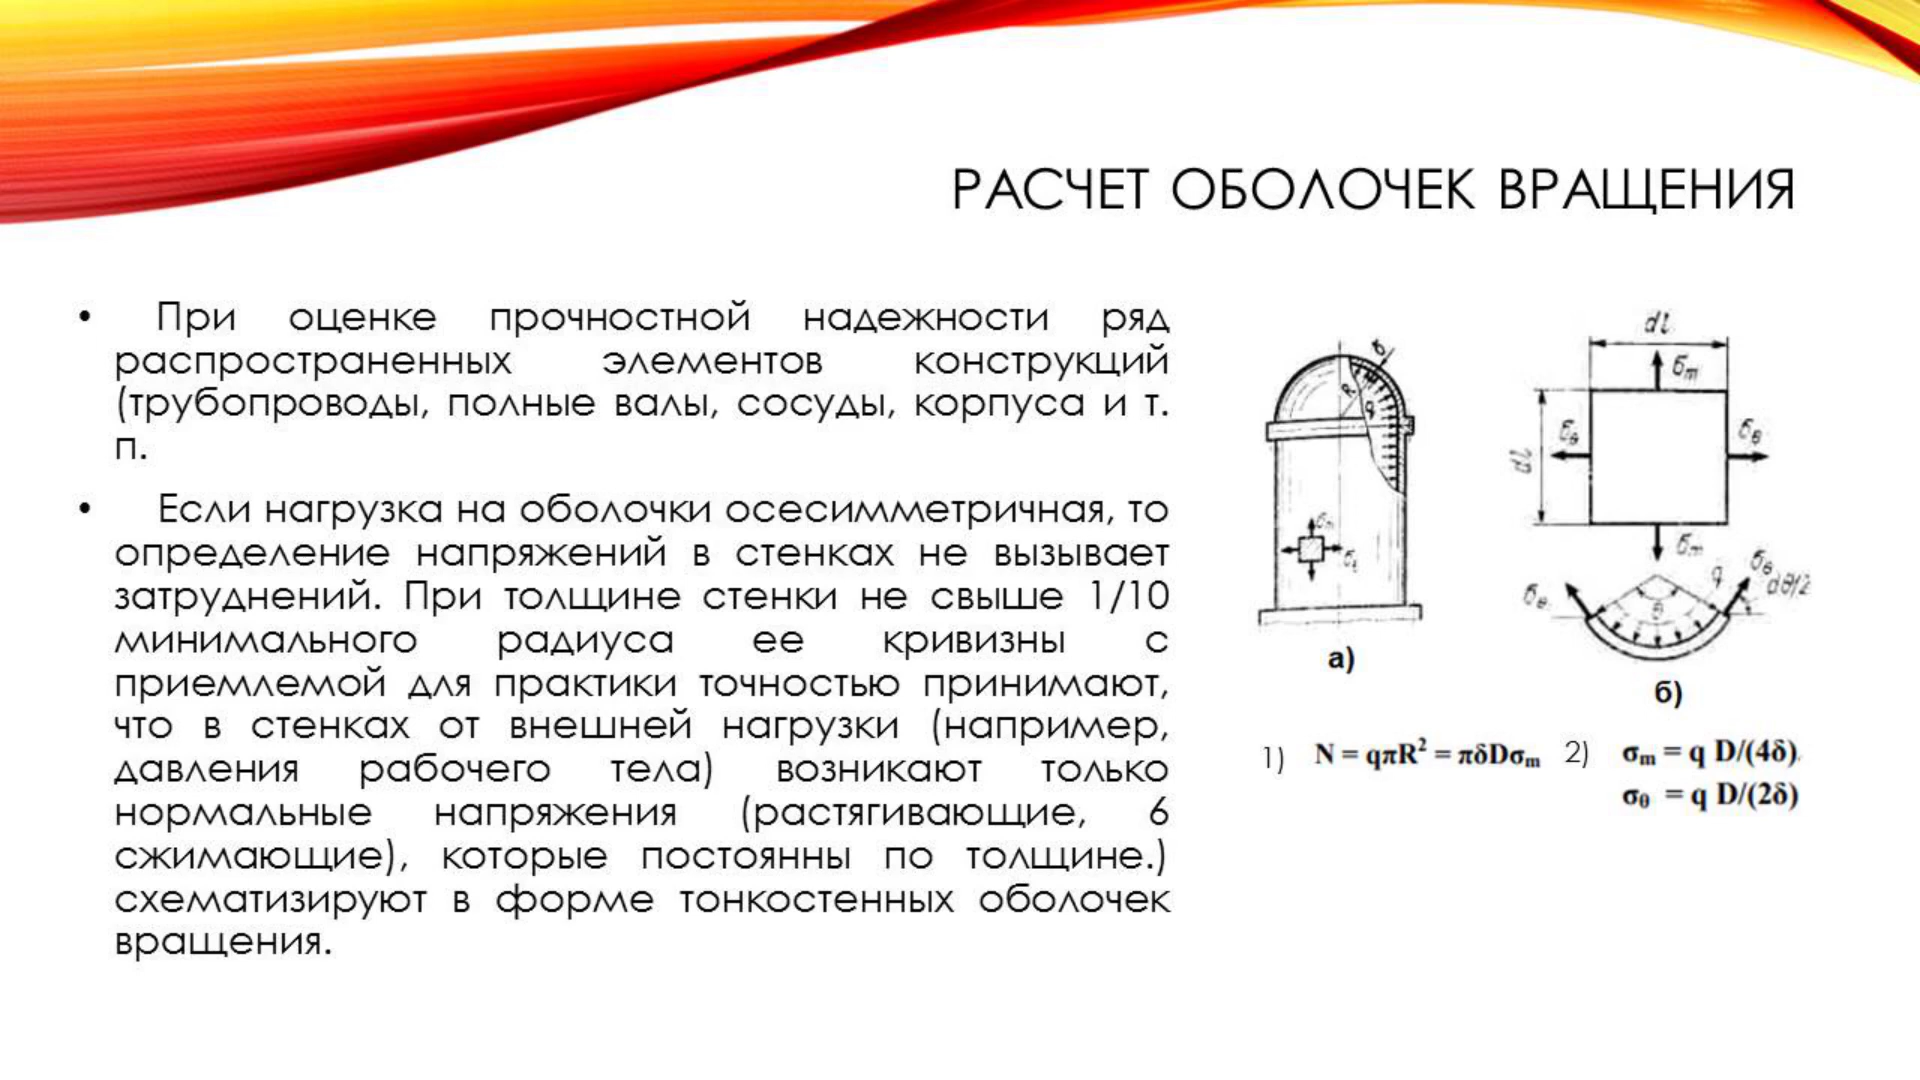 РАСЧЕТ ОБОЛОЧЕК ВРАЩЕНИЯ
• При оценке прочностной надежности ряд
распространенных элементов конструкций
(трубопроводы, полные валы, сосуды, корпуса и т.
п.
• Если нагрузка на оболочки осесимметричная, то
определение напряжений в стенках не вызывает
затруднений. При толщине стенки не свыше 1/10
минимального радиуса ее кривизны с
приемлемой для практики точностью принимают,
что в стенках от внешней нагрузки (например,
давления рабочего тела) возникают только
нормальные напряжения (растягивающие, 6
сжимающие), которые постоянны по толщине.)
схематизируют в форме тонкостенных оболочек
вращения.
R
q
а)
dl
σm
σθ
σθ
dl
σm
σθ
q
σθ
dθ/2
θ
б)
1) N = qπR² = πδDσm
2) σm = q D/(4δ)
σθ = q D/(2δ)